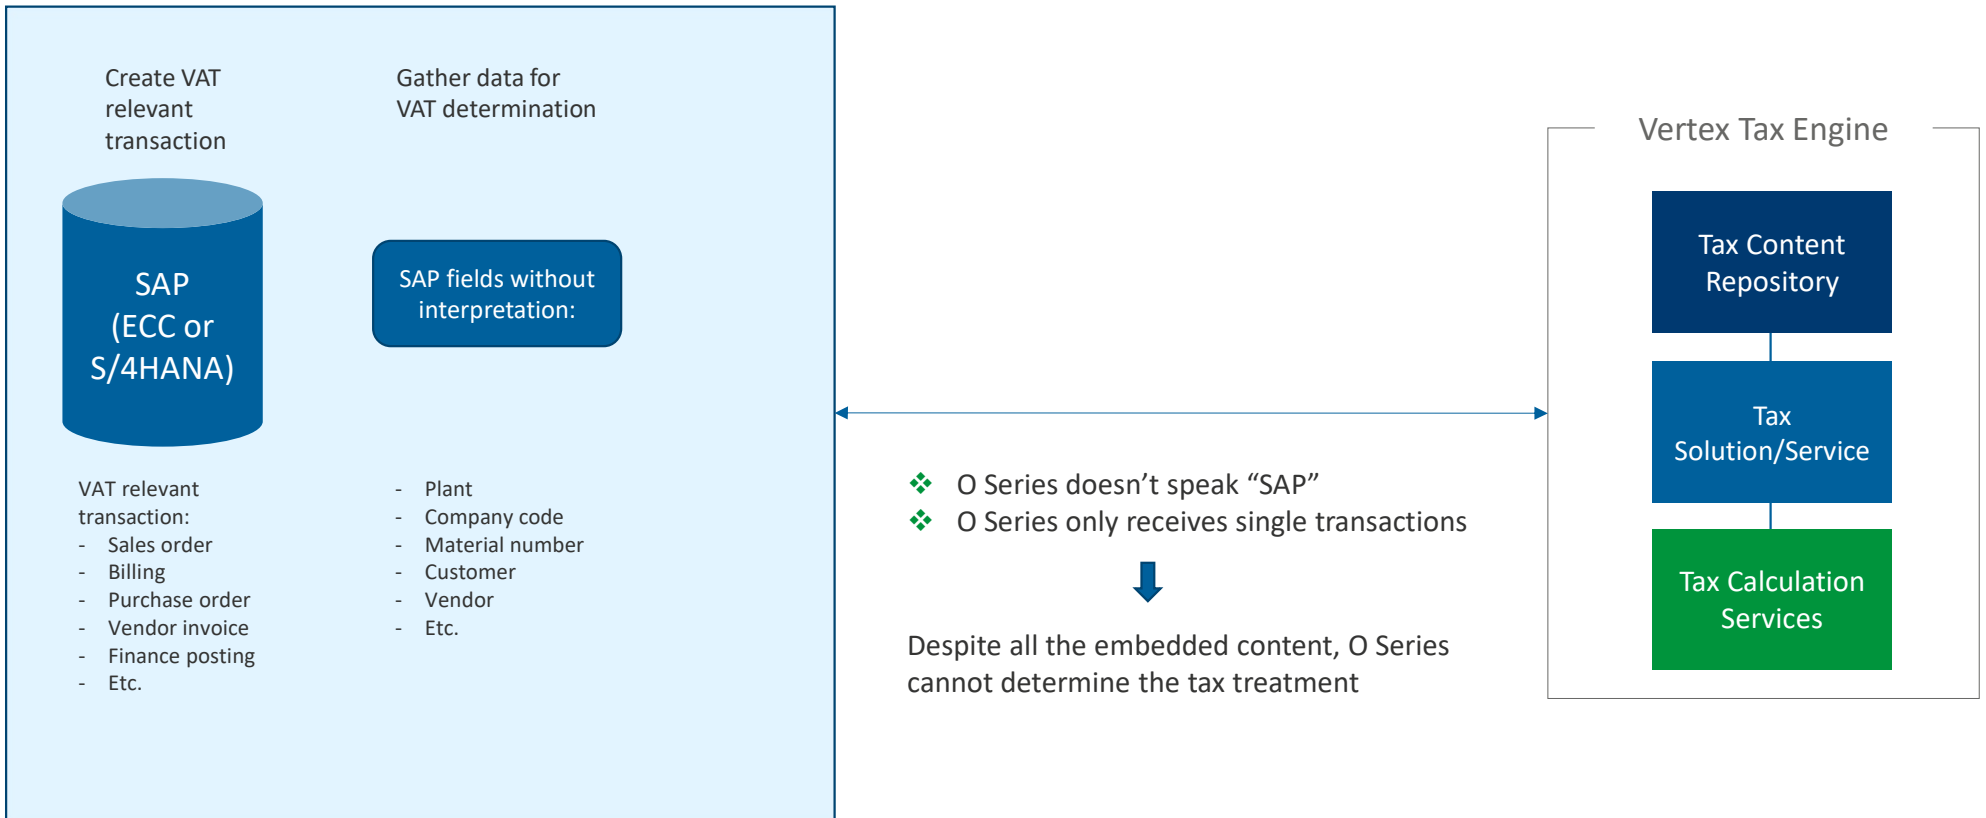 Create VAT
relevant
transaction
Gather data for
VAT determination
SAP
(ECC or
S/4HANA)
SAP fields without
interpretation:
VAT relevant
transaction:
- Sales order
- Billing
- Purchase order
- Vendor invoice
- Finance posting
- Etc.
- Plant
- Company code
- Material number
- Customer
- Vendor
- Etc.
❖ O Series doesn’t speak “SAP”
❖ O Series only receives single transactions
Despite all the embedded content, O Series
cannot determine the tax treatment
Vertex Tax Engine
Tax Content
Repository
Tax
Solution/Service
Tax Calculation
Services